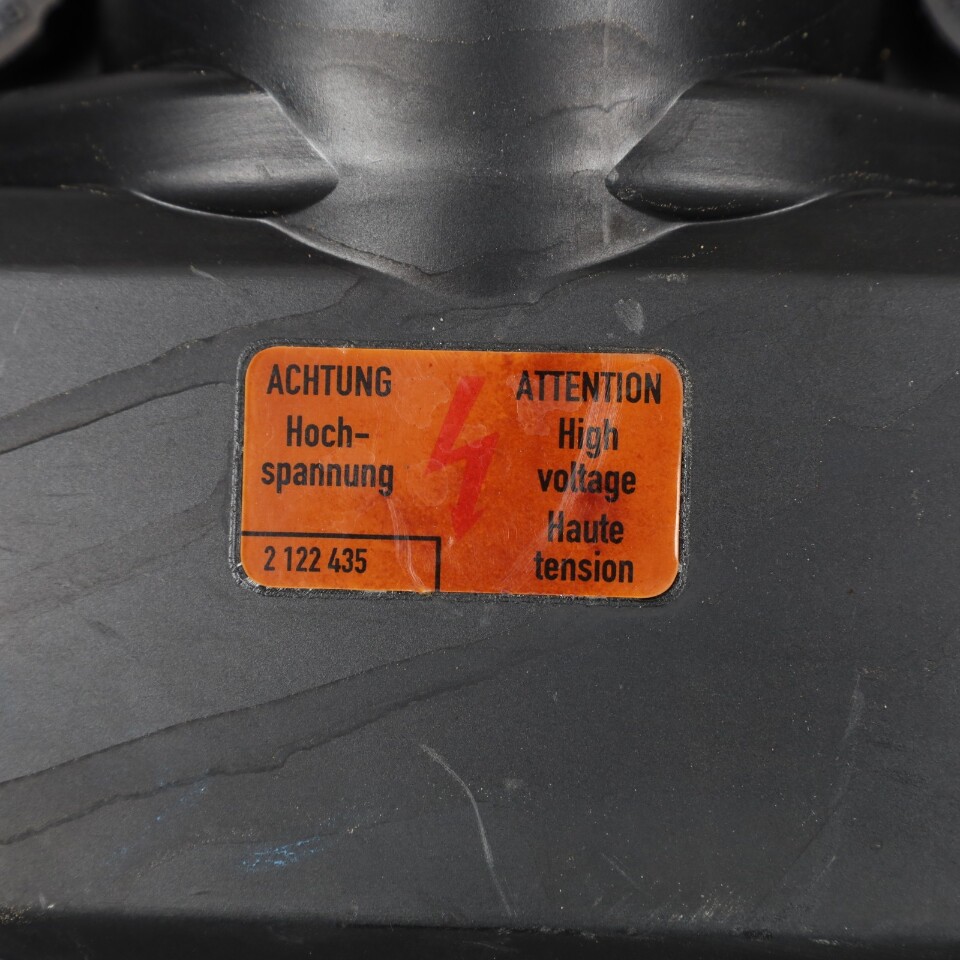 ACHTUNG
Hoch-
spannung
2 122 435
ATTENTION
High
voltage
Haute
tension